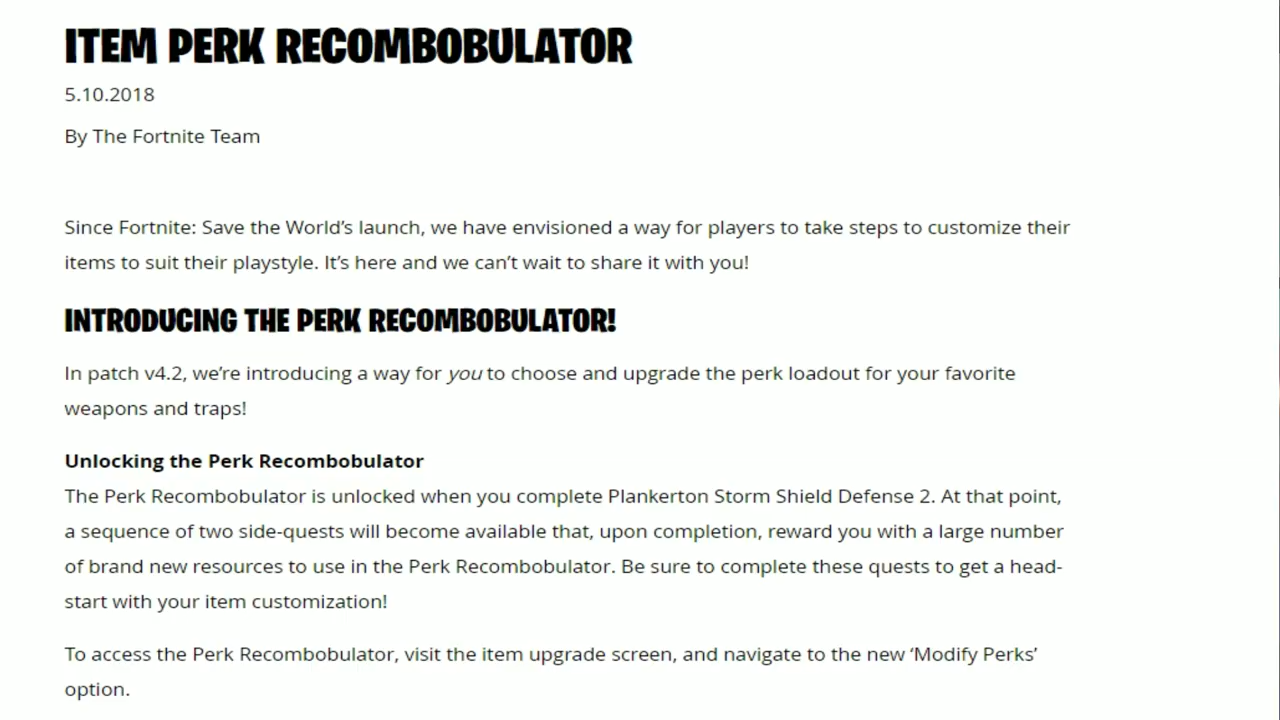 ITEM PERK RECOMBOBULATOR
5.10.2018
By The Fortnite Team
Since Fortnite: Save the World’s launch, we have envisioned a way for players to take steps to customize their
items to suit their playstyle. It’s here and we can’t wait to share it with you!
INTRODUCING THE PERK RECOMBOBULATOR!
In patch v4.2, we’re introducing a way for you to choose and upgrade the perk loadout for your favorite
weapons and traps!
Unlocking the Perk Recombobulator
The Perk Recombobulator is unlocked when you complete Plankerton Storm Shield Defense 2. At that point,
a sequence of two side-quests will become available that, upon completion, reward you with a large number
of brand new resources to use in the Perk Recombobulator. Be sure to complete these quests to get a head-
start with your item customization!
To access the Perk Recombobulator, visit the item upgrade screen, and navigate to the new ‘Modify Perks’
option.